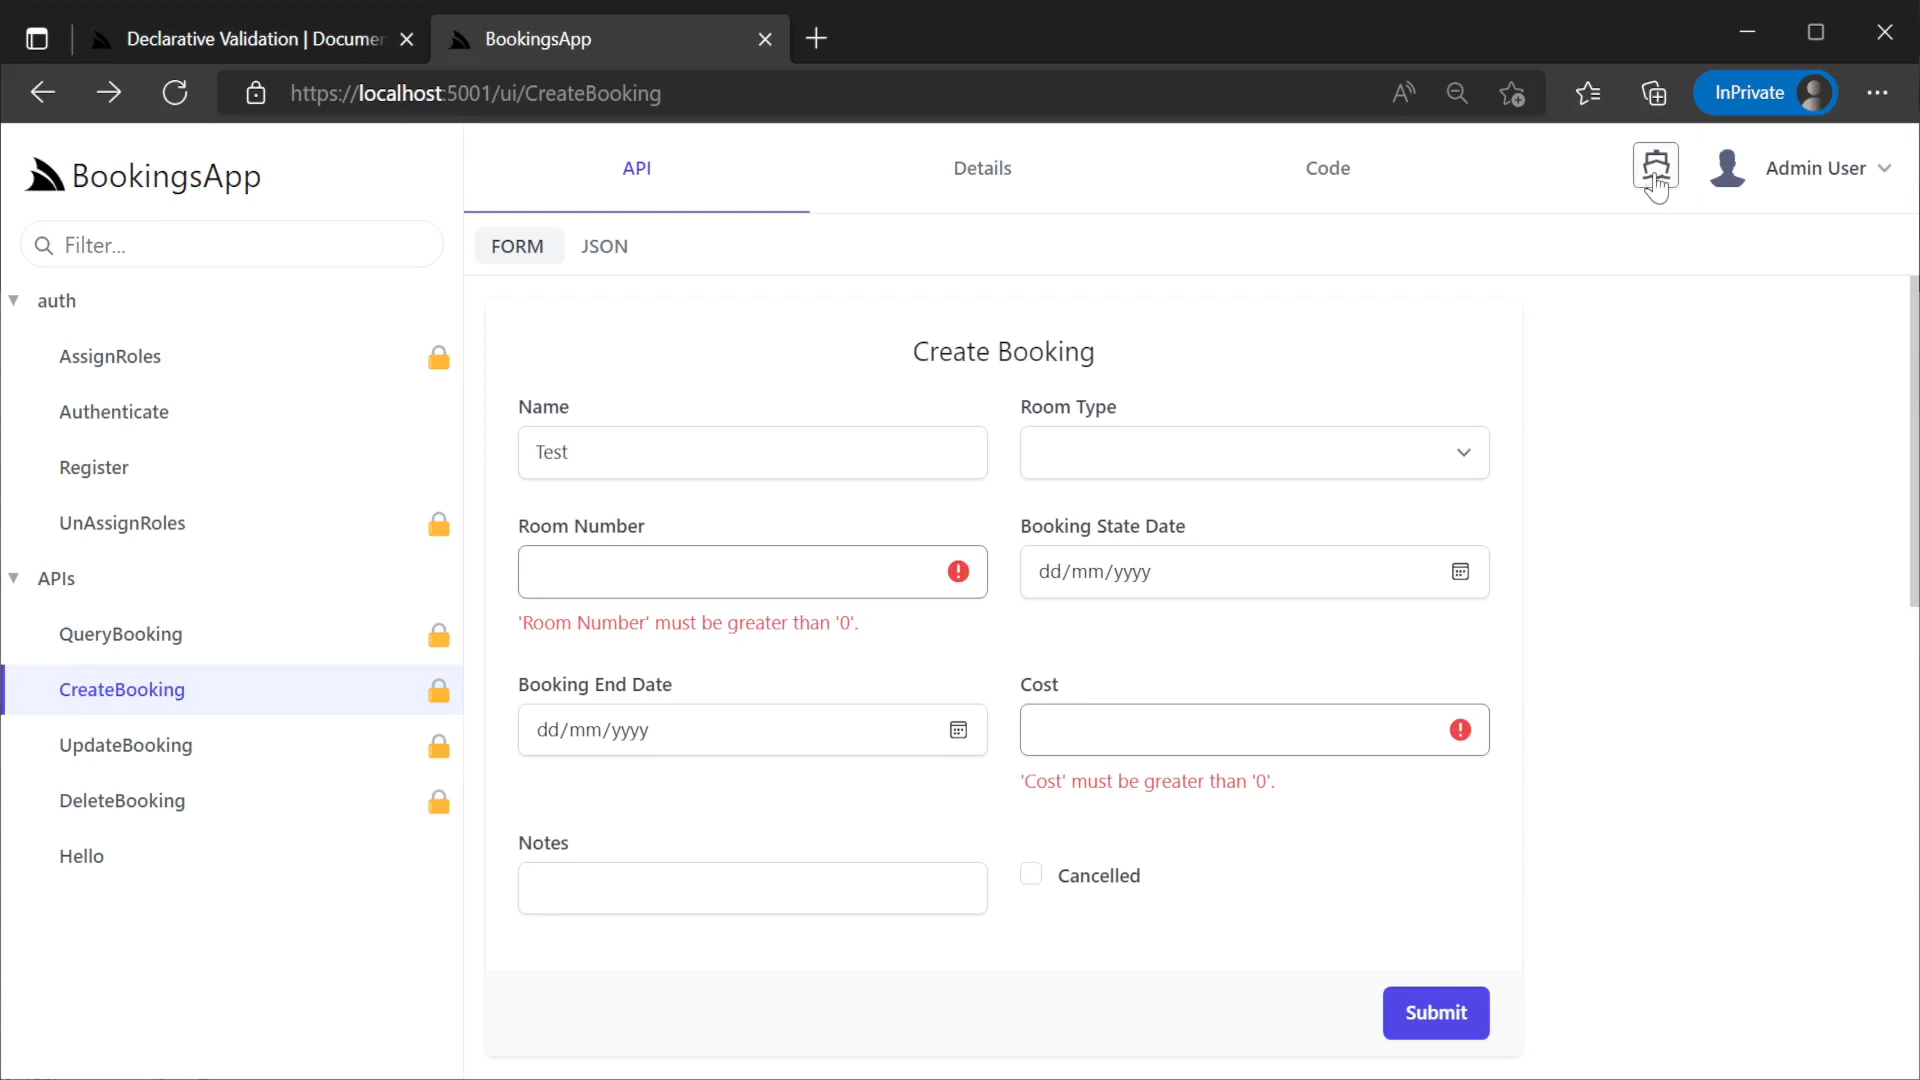 Declarative Validation | Documen
BookingsApp
https://localhost:5001/ui/CreateBooking
InPrivate
BookingsApp
API
Details
Code
Admin User
Filter...
FORM
JSON
auth
AssignRoles
Authenticate
Register
UnAssignRoles
APIs
QueryBooking
CreateBooking
UpdateBooking
DeleteBooking
Hello
Create Booking
Name
Room Type
Test
Room Number
Booking State Date
dd/mm/yyyy
'Room Number' must be greater than '0'.
Booking End Date
Cost
dd/mm/yyyy
'Cost' must be greater than '0'.
Notes
Cancelled
Submit